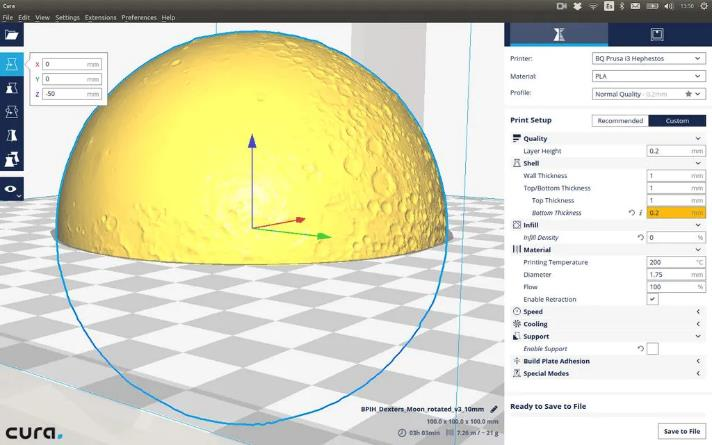 Cura
Es
13:50
File Edit View Settings Extensions Preferences Help
X 0 mm
Y 0 mm
Z -50 mm
Printer: BQ Prusa i3 Hephestos
Material: PLA
Profile: Normal Quality - 0.2mm
Print Setup Recommended Custom
Quality
Layer Height 0.2 mm
Shell
Wall Thickness 1 mm
Top/Bottom Thickness 1 mm
Top Thickness 1 mm
Bottom Thickness i 0.2 mm
Infill
Infill Density 0 %
Material
Printing Temperature 200 °C
Diameter 1.75 mm
Flow 100 %
Enable Retraction
Speed
Cooling
Support
Enable Support
Build Plate Adhesion
Special Modes
BPIH_Dexters_Moon_rotated_v3_10mm
100.0 x 100.0 x 100.0 mm
03h 03min 7.26 m ~ 21 g
Ready to Save to File
Save to File
cura.